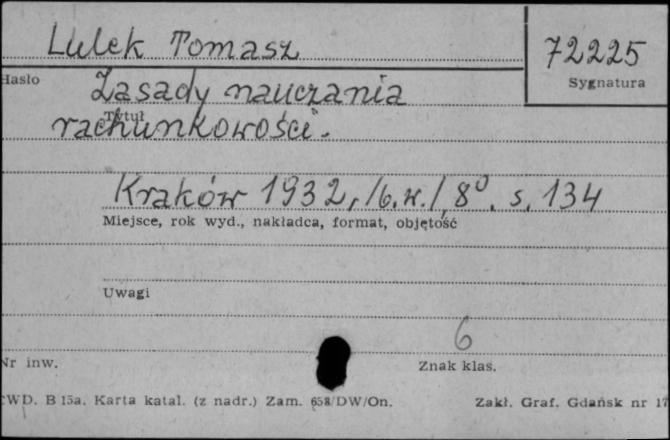 Lulek Tomasz
72225
Hasło
Sygnatura
Zasady nauczania
Tytuł
rachunkowości.
Kraków 1932, /b.w./, 8⁰. s. 134
Miejsce, rok wyd., nakładca, format, objętość
Uwagi
6
Nr inw.
Znak klas.
WD. B 15a. Karta katal. (z nadr.) Zam. 658/DW/On.
Zakł. Graf. Gdańsk nr 17